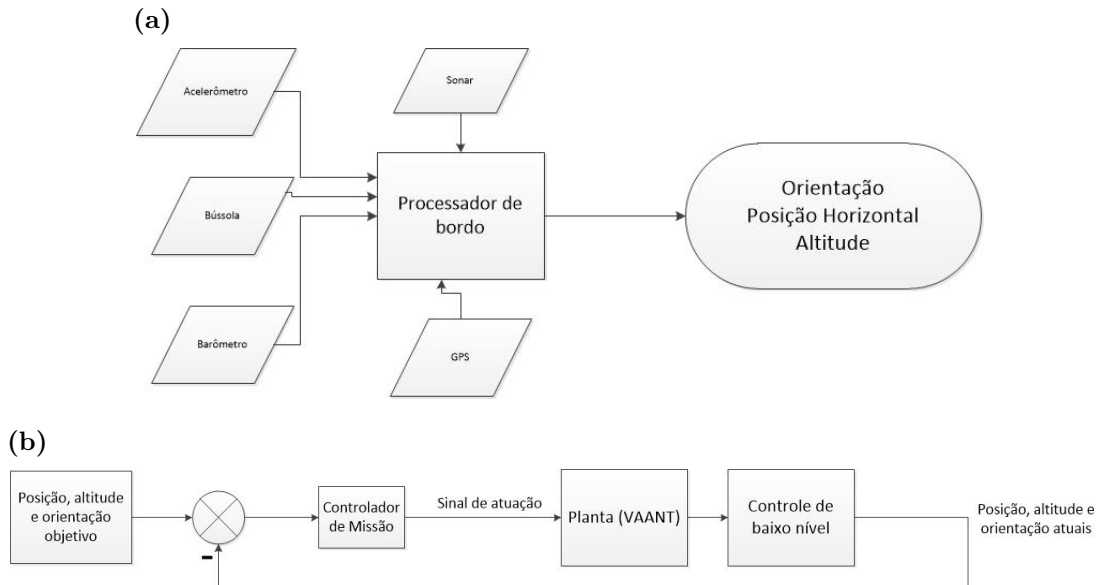 (a)
Acelerômetro
Sonar
Bússola
Processador de
bordo
Orientação
Posição Horizontal
Altitude
Barômetro
GPS
(b)
Posição, altitude
e orientação
objetivo
Controlador
de Missão
Sinal de atuação
Planta (VAANT)
Controle de
baixo nível
Posição, altitude e
orientação atuais